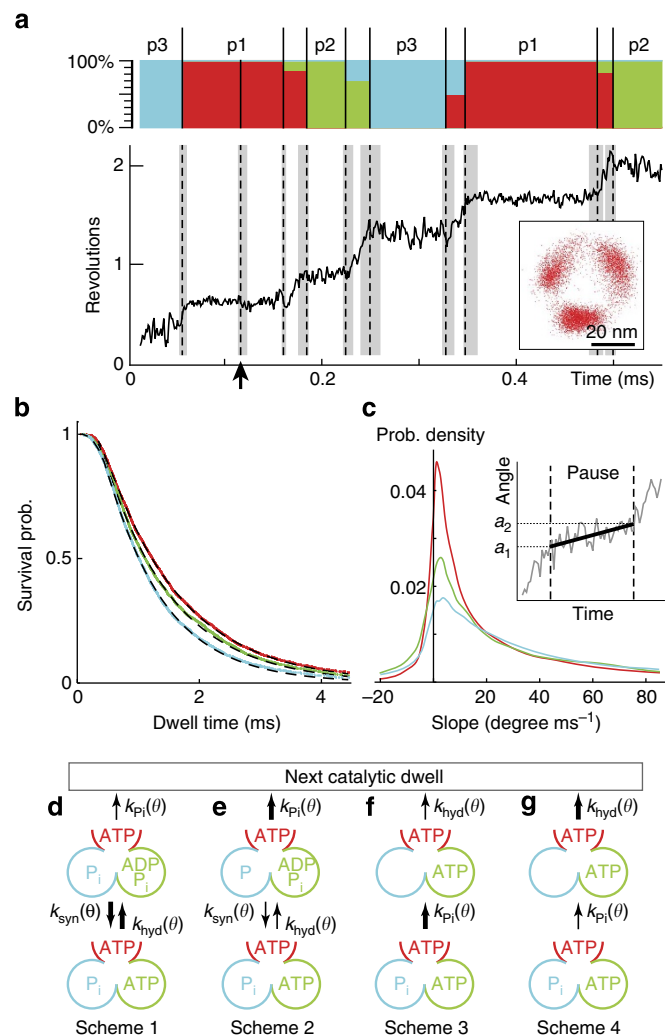 a
p3 p1 p2 p3 p1 p2
100%
0%
2
1
0
Revolutions
20 nm
0 0.2 0.4 Time (ms)
b
Survival prob.
1
0.5
0
0 2 4
Dwell time (ms)
c
Prob. density
0.04
0.02
–20 0 20 40 60 80
Slope (degree ms–1)
Angle
Pause
a2
a1
Time
Next catalytic dwell
d e f g
kPi(θ) kPi(θ) khyd(θ) khyd(θ)
ATP ATP ATP ATP
Pi ADP Pi P ADP Pi ATP ATP
ksyn(θ) khyd(θ) ksyn(θ) khyd(θ) kPi(θ) kPi(θ)
ATP ATP ATP ATP
Pi ATP Pi ATP Pi ATP Pi ATP
Scheme 1 Scheme 2 Scheme 3 Scheme 4